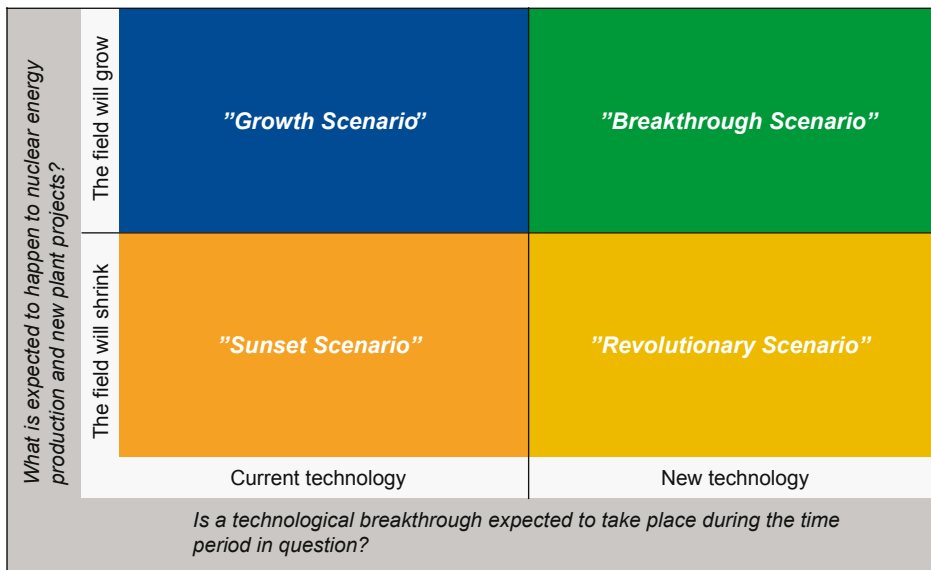 What is expected to happen to nuclear energy
production and new plant projects?
The field will grow
”Growth Scenario”
”Breakthrough Scenario”
The field will shrink
”Sunset Scenario”
”Revolutionary Scenario”
Current technology
New technology
Is a technological breakthrough expected to take place during the time
period in question?